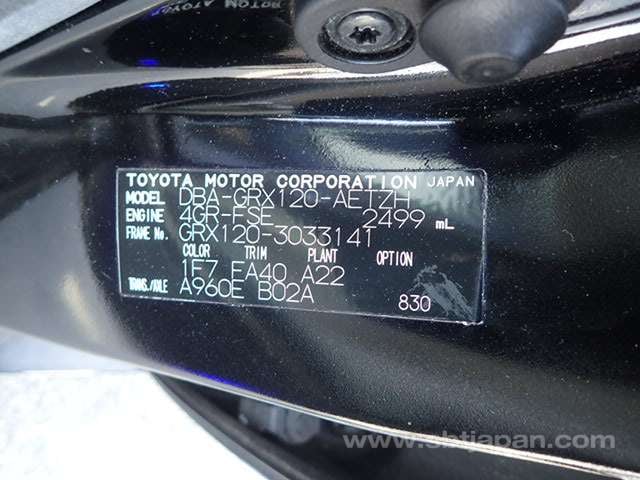 TOYOTA MOTOR CORPORATION JAPAN
MODEL DBA-GRX120-AETZH
ENGINE 4GR-FSE 2499 mL
FRAME No. GRX120-3033141
COLOR TRIM PLANT OPTION
1F7 FA40 A22
TRANS./AXLE A960E B02A 830
www.sbtjapan.com